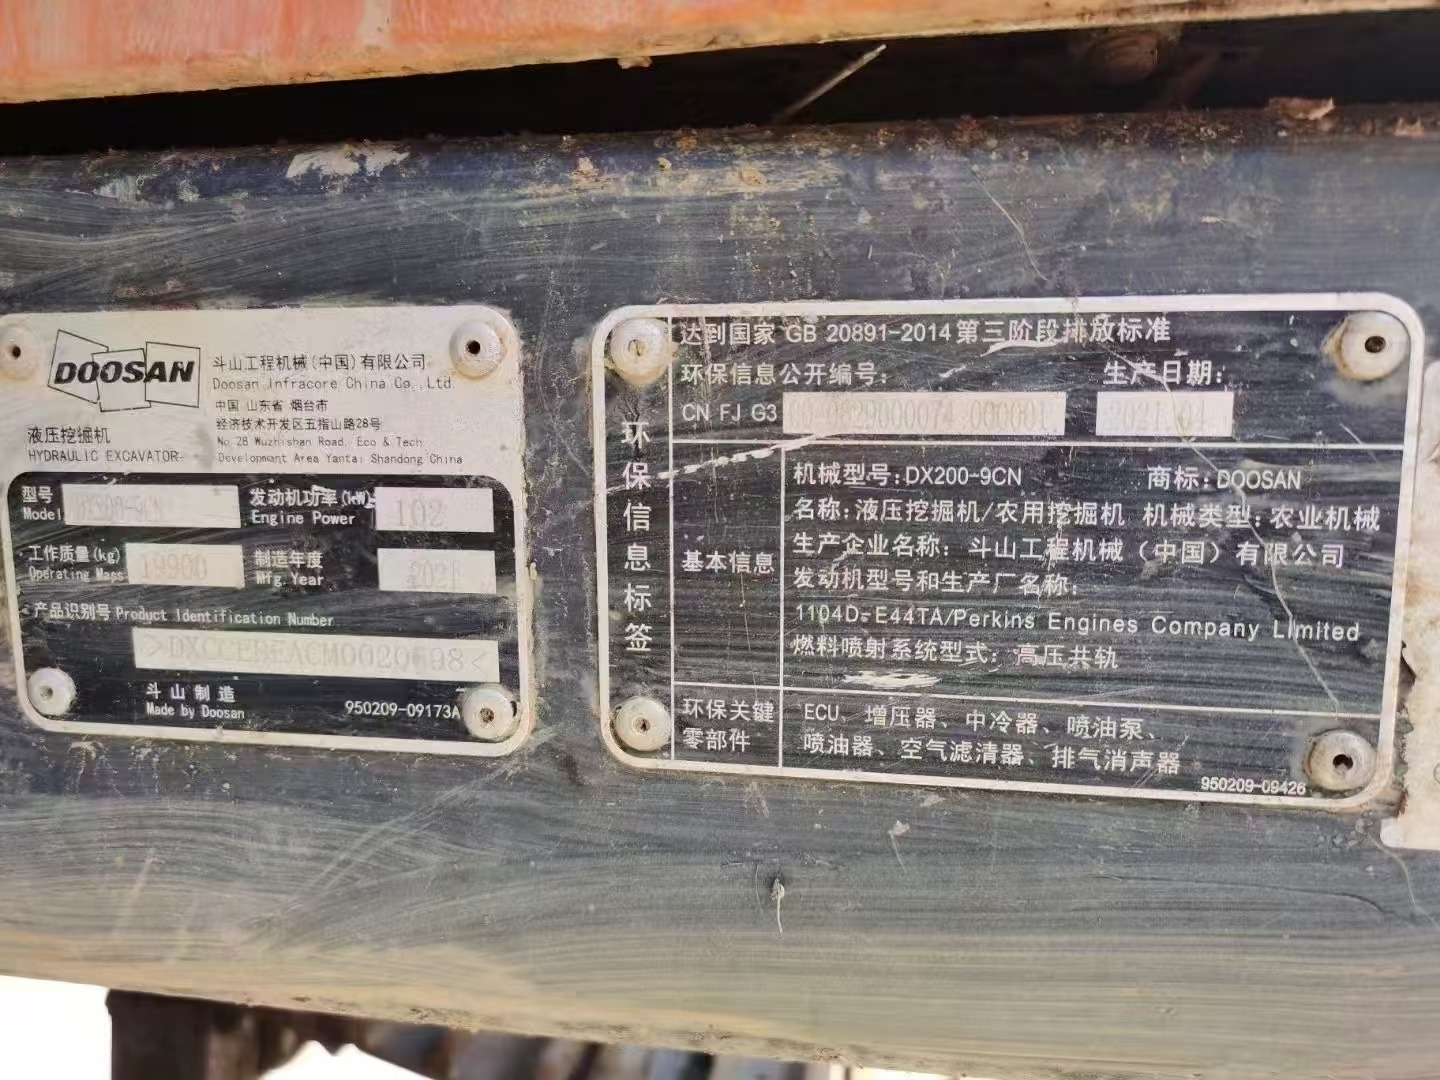 DOOSAN
斗山工程机械(中国)有限公司
Doosan Infracore China Co., Ltd
中国 山东省 烟台市
经济技术开发区五指山路28号
No.28 Wuzhishan Road, Eco & Tech
Development Area Yantai Shandong China
液压挖掘机
HYDRAULIC EXCAVATOR
型号
Model DX200-9CN
发动机功率(kW)
Engine Power 102
工作质量(kg)
Operating Mass 19900
制造年度
Mfg. Year 2021
产品识别号 Product Identification Number
斗山制造
Made by Doosan
950209-09173A
环保信息标签
达到国家 GB 20891-2014 第三阶段排放标准
环保信息公开编号:
CN FJ G3
生产日期:
2021.04
基本信息
机械型号: DX200-9CN 商标: DOOSAN
名称: 液压挖掘机/农用挖掘机 机械类型: 农业机械
生产企业名称: 斗山工程机械(中国)有限公司
发动机型号和生产厂名称:
1104D-E44TA/Perkins Engines Company Limited
燃料喷射系统型式: 高压共轨
环保关键
零部件
ECU、增压器、中冷器、喷油泵、
喷油器、空气滤清器、排气消声器
950209-09426